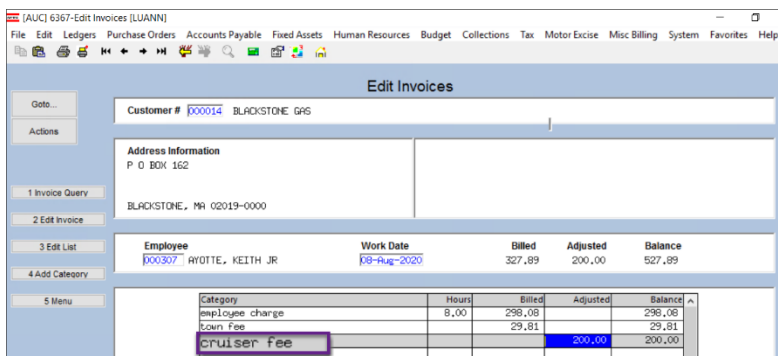 [AUC] 6367-Edit Invoices [LUANN]
File Edit Ledgers Purchase Orders Accounts Payable Fixed Assets Human Resources Budget Collections Tax Motor Excise Misc Billing System Favorites Help
Edit Invoices
Goto...
Customer # 000014 BLACKSTONE GAS
Actions
Address Information
P O BOX 162
1 Invoice Query
BLACKSTONE, MA 02019-0000
2 Edit Invoice
3 Edit List
Employee Work Date Billed Adjusted Balance
000307 AYOTTE, KEITH JR 08-Aug-2020 327.89 200.00 527.89
4 Add Category
5 Menu
Category Hours Billed Adjusted Balance
employee charge 8.00 298.08 298.08
town fee 29.81 29.81
cruiser fee 200.00 200.00